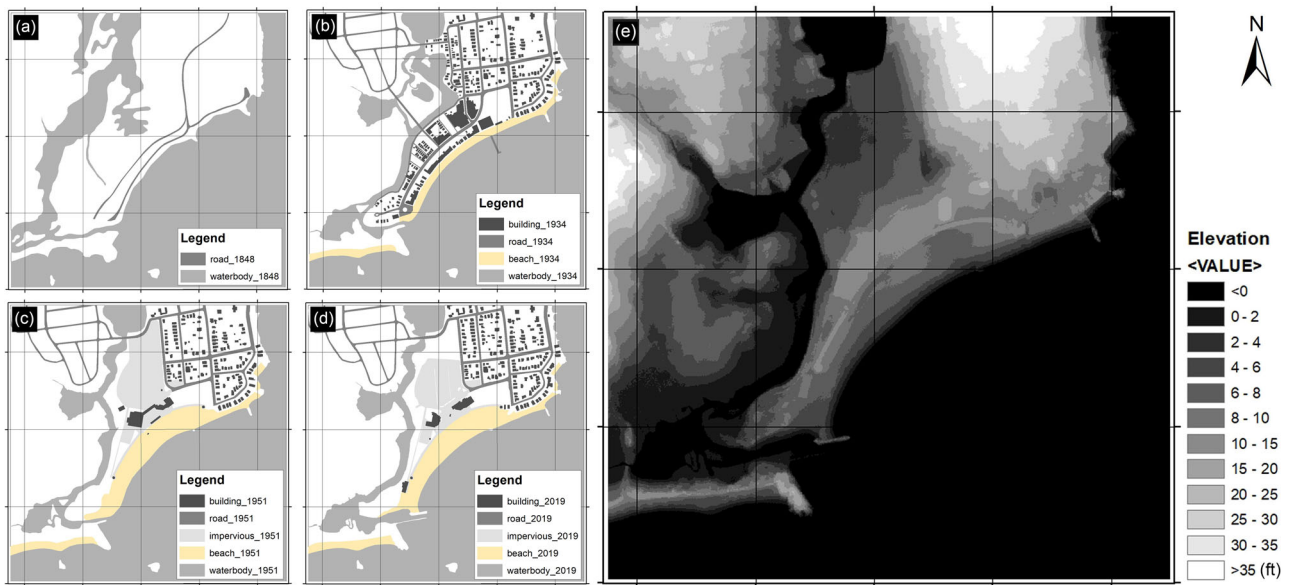 (a)
Legend
road_1848
waterbody_1848
(b)
Legend
building_1934
road_1934
beach_1934
waterbody_1934
(c)
Legend
building_1951
road_1951
impervious_1951
beach_1951
waterbody_1951
(d)
Legend
building_2019
road_2019
impervious_2019
beach_2019
waterbody_2019
(e)
N
Elevation
<VALUE>
<0
0 - 2
2 - 4
4 - 6
6 - 8
8 - 10
10 - 15
15 - 20
20 - 25
25 - 30
30 - 35
>35 (ft)